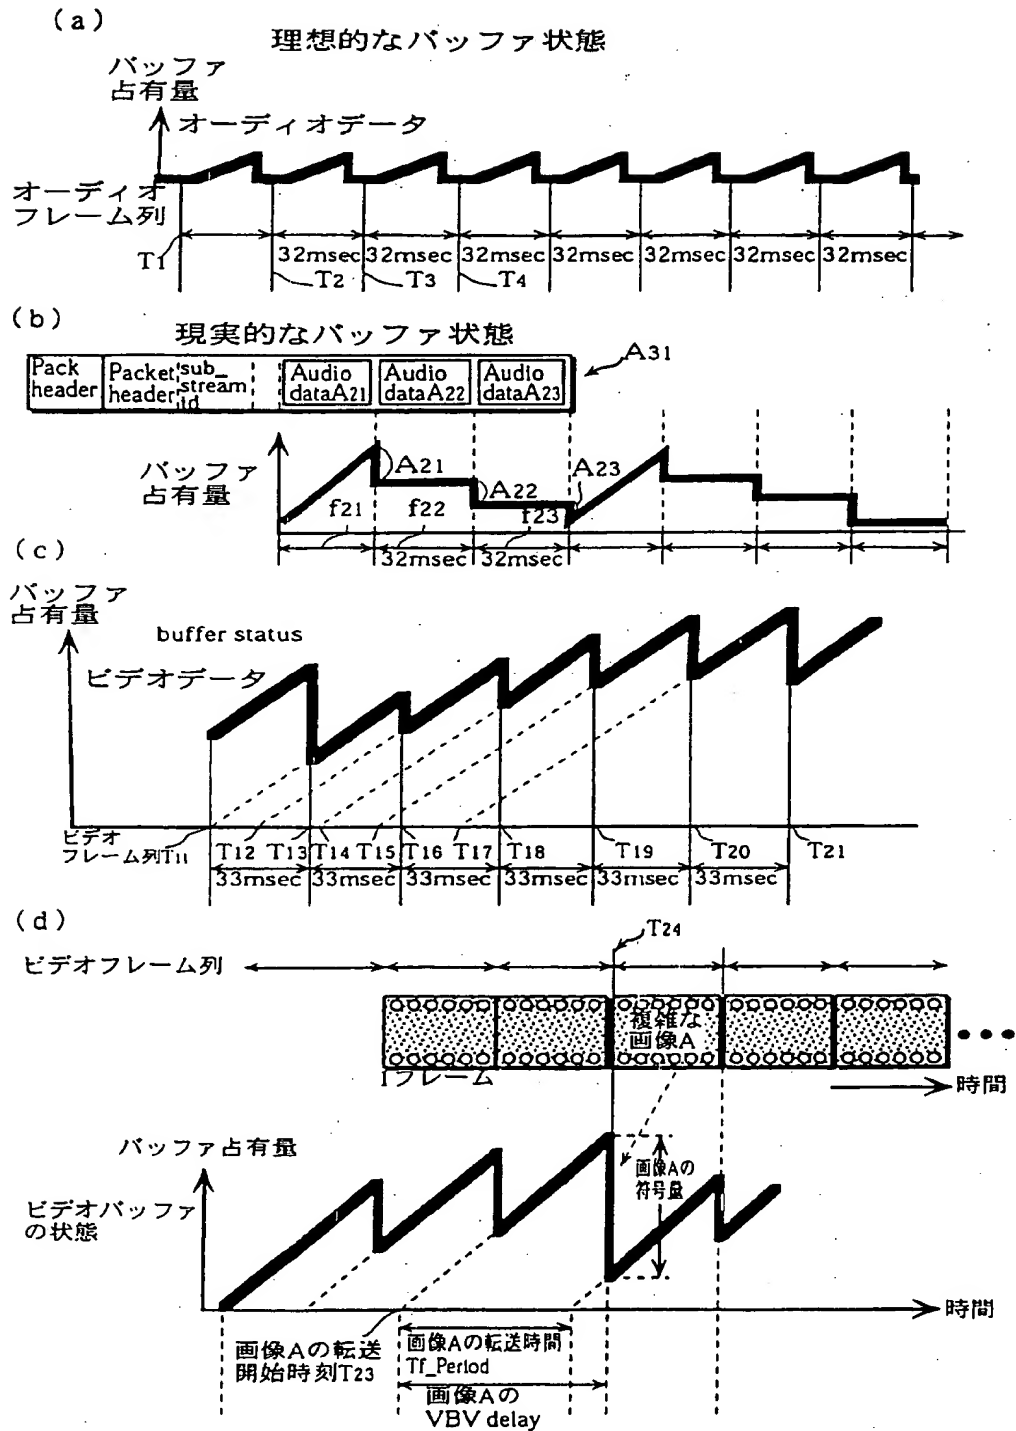 (a)
理想的なバッファ状態
バッファ
占有量
オーディオデータ
オーディオ
フレーム列
T1
32msec 32msec 32msec 32msec 32msec 32msec 32msec
T2 T3 T4
(b)
現実的なバッファ状態
A31
Pack
header
Packet
header
sub_
stream
id
Audio
dataA21
Audio
dataA22
Audio
dataA23
バッファ
占有量
A21
A22
A23
f21 f22 f23
32msec 32msec
(c)
バッファ
占有量
buffer status
ビデオデータ
ビデオ
フレーム列T11
T12 T13 T14 T15 T16 T17 T18 T19 T20 T21
33msec 33msec 33msec 33msec 33msec 33msec
(d)
T24
ビデオフレーム列
複雑な
画像A
Iフレーム
時間
バッファ占有量
画像Aの
符号量
ビデオバッファ
の状態
時間
画像Aの転送
開始時刻T23
画像Aの転送時間
Tf_Period
画像Aの
VBV delay